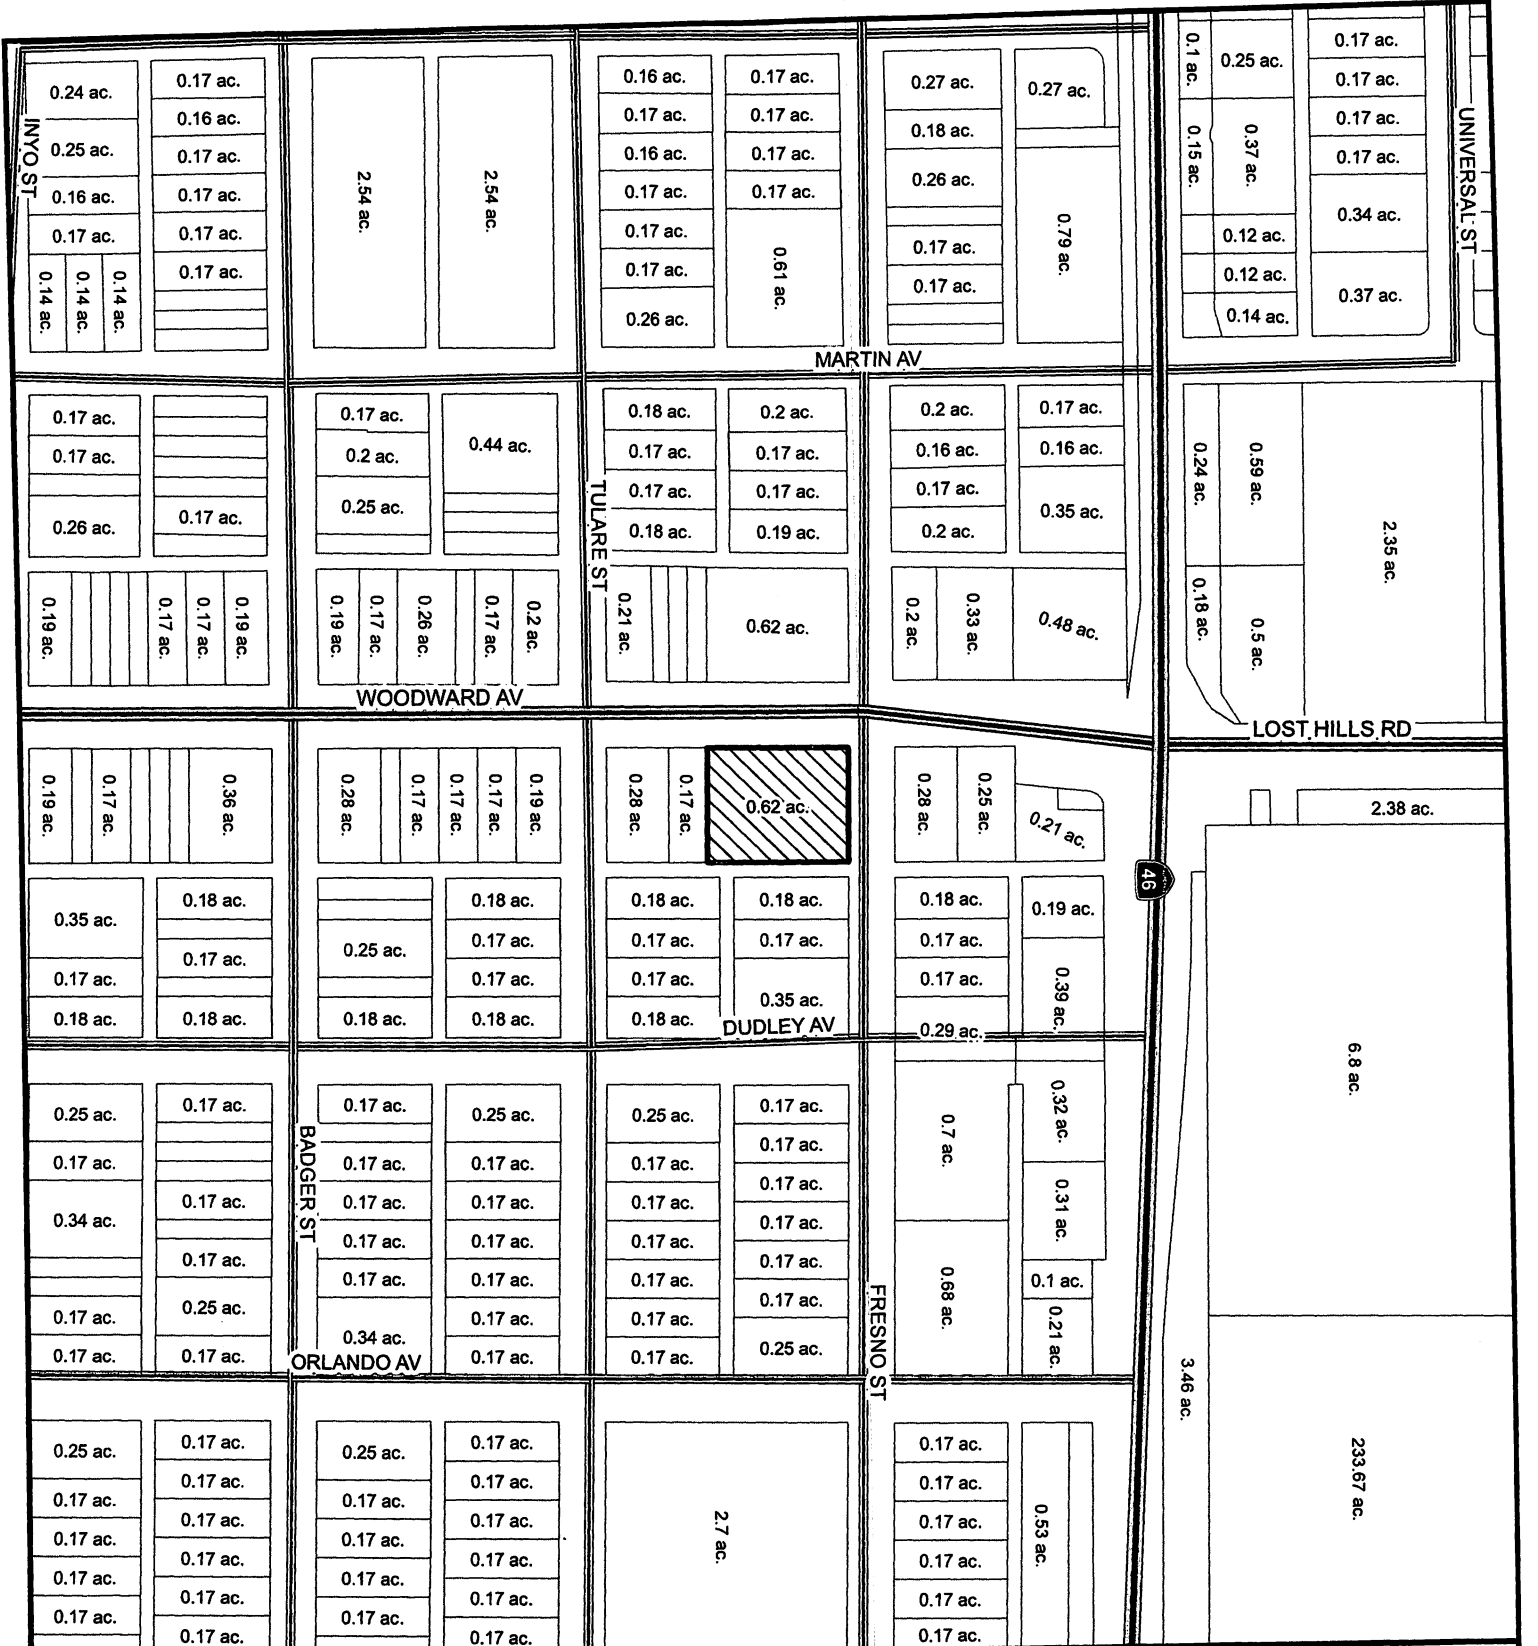 0.24 ac.
0.25 ac.
0.16 ac.
0.17 ac.
0.14 ac.
0.14 ac.
0.14 ac.
INYO ST
0.17 ac.
0.16 ac.
0.17 ac.
0.17 ac.
0.17 ac.
0.17 ac.
2.54 ac.
2.54 ac.
0.16 ac.
0.17 ac.
0.16 ac.
0.17 ac.
0.17 ac.
0.17 ac.
0.26 ac.
0.17 ac.
0.17 ac.
0.17 ac.
0.17 ac.
0.61 ac.
0.27 ac.
0.18 ac.
0.26 ac.
0.17 ac.
0.17 ac.
0.27 ac.
0.79 ac.
0.1 ac.
0.15 ac.
0.25 ac.
0.37 ac.
0.12 ac.
0.12 ac.
0.14 ac.
0.17 ac.
0.17 ac.
0.17 ac.
0.17 ac.
0.34 ac.
0.37 ac.
UNIVERSAL ST
MARTIN AV
0.17 ac.
0.17 ac.
0.26 ac.
0.17 ac.
0.17 ac.
0.2 ac.
0.25 ac.
0.44 ac.
TULARE ST
0.18 ac.
0.17 ac.
0.17 ac.
0.18 ac.
0.2 ac.
0.17 ac.
0.17 ac.
0.19 ac.
0.2 ac.
0.16 ac.
0.17 ac.
0.2 ac.
0.17 ac.
0.16 ac.
0.35 ac.
0.24 ac.
0.59 ac.
2.35 ac.
0.18 ac.
0.5 ac.
0.19 ac.
0.17 ac.
0.17 ac.
0.19 ac.
0.19 ac.
0.17 ac.
0.26 ac.
0.17 ac.
0.2 ac.
0.21 ac.
0.62 ac.
0.2 ac.
0.33 ac.
0.48 ac.
WOODWARD AV
LOST HILLS RD
0.19 ac.
0.17 ac.
0.36 ac.
0.28 ac.
0.17 ac.
0.17 ac.
0.17 ac.
0.19 ac.
0.28 ac.
0.17 ac.
0.62 ac.
0.28 ac.
0.25 ac.
0.21 ac.
2.38 ac.
46
0.35 ac.
0.17 ac.
0.18 ac.
0.18 ac.
0.17 ac.
0.18 ac.
0.25 ac.
0.18 ac.
0.18 ac.
0.17 ac.
0.17 ac.
0.18 ac.
0.18 ac.
0.17 ac.
0.17 ac.
0.18 ac.
0.18 ac.
0.17 ac.
0.35 ac.
0.18 ac.
0.17 ac.
0.17 ac.
0.29 ac.
0.19 ac.
0.39 ac.
DUDLEY AV
6.8 ac.
0.25 ac.
0.17 ac.
0.34 ac.
0.17 ac.
0.17 ac.
0.17 ac.
0.17 ac.
0.17 ac.
0.25 ac.
0.17 ac.
BADGER ST
0.17 ac.
0.17 ac.
0.17 ac.
0.17 ac.
0.17 ac.
0.34 ac.
0.25 ac.
0.17 ac.
0.17 ac.
0.17 ac.
0.17 ac.
0.17 ac.
0.17 ac.
0.25 ac.
0.17 ac.
0.17 ac.
0.17 ac.
0.17 ac.
0.17 ac.
0.17 ac.
0.17 ac.
0.17 ac.
0.17 ac.
0.17 ac.
0.17 ac.
0.17 ac.
0.25 ac.
FRESNO ST
0.7 ac.
0.68 ac.
0.32 ac.
0.31 ac.
0.1 ac.
0.21 ac.
ORLANDO AV
3.46 ac.
233.67 ac.
0.25 ac.
0.17 ac.
0.17 ac.
0.17 ac.
0.17 ac.
0.17 ac.
0.17 ac.
0.17 ac.
0.17 ac.
0.17 ac.
0.17 ac.
0.25 ac.
0.17 ac.
0.17 ac.
0.17 ac.
0.17 ac.
0.17 ac.
0.17 ac.
0.17 ac.
0.17 ac.
0.17 ac.
0.17 ac.
2.7 ac.
0.17 ac.
0.17 ac.
0.17 ac.
0.17 ac.
0.17 ac.
0.17 ac.
0.53 ac.